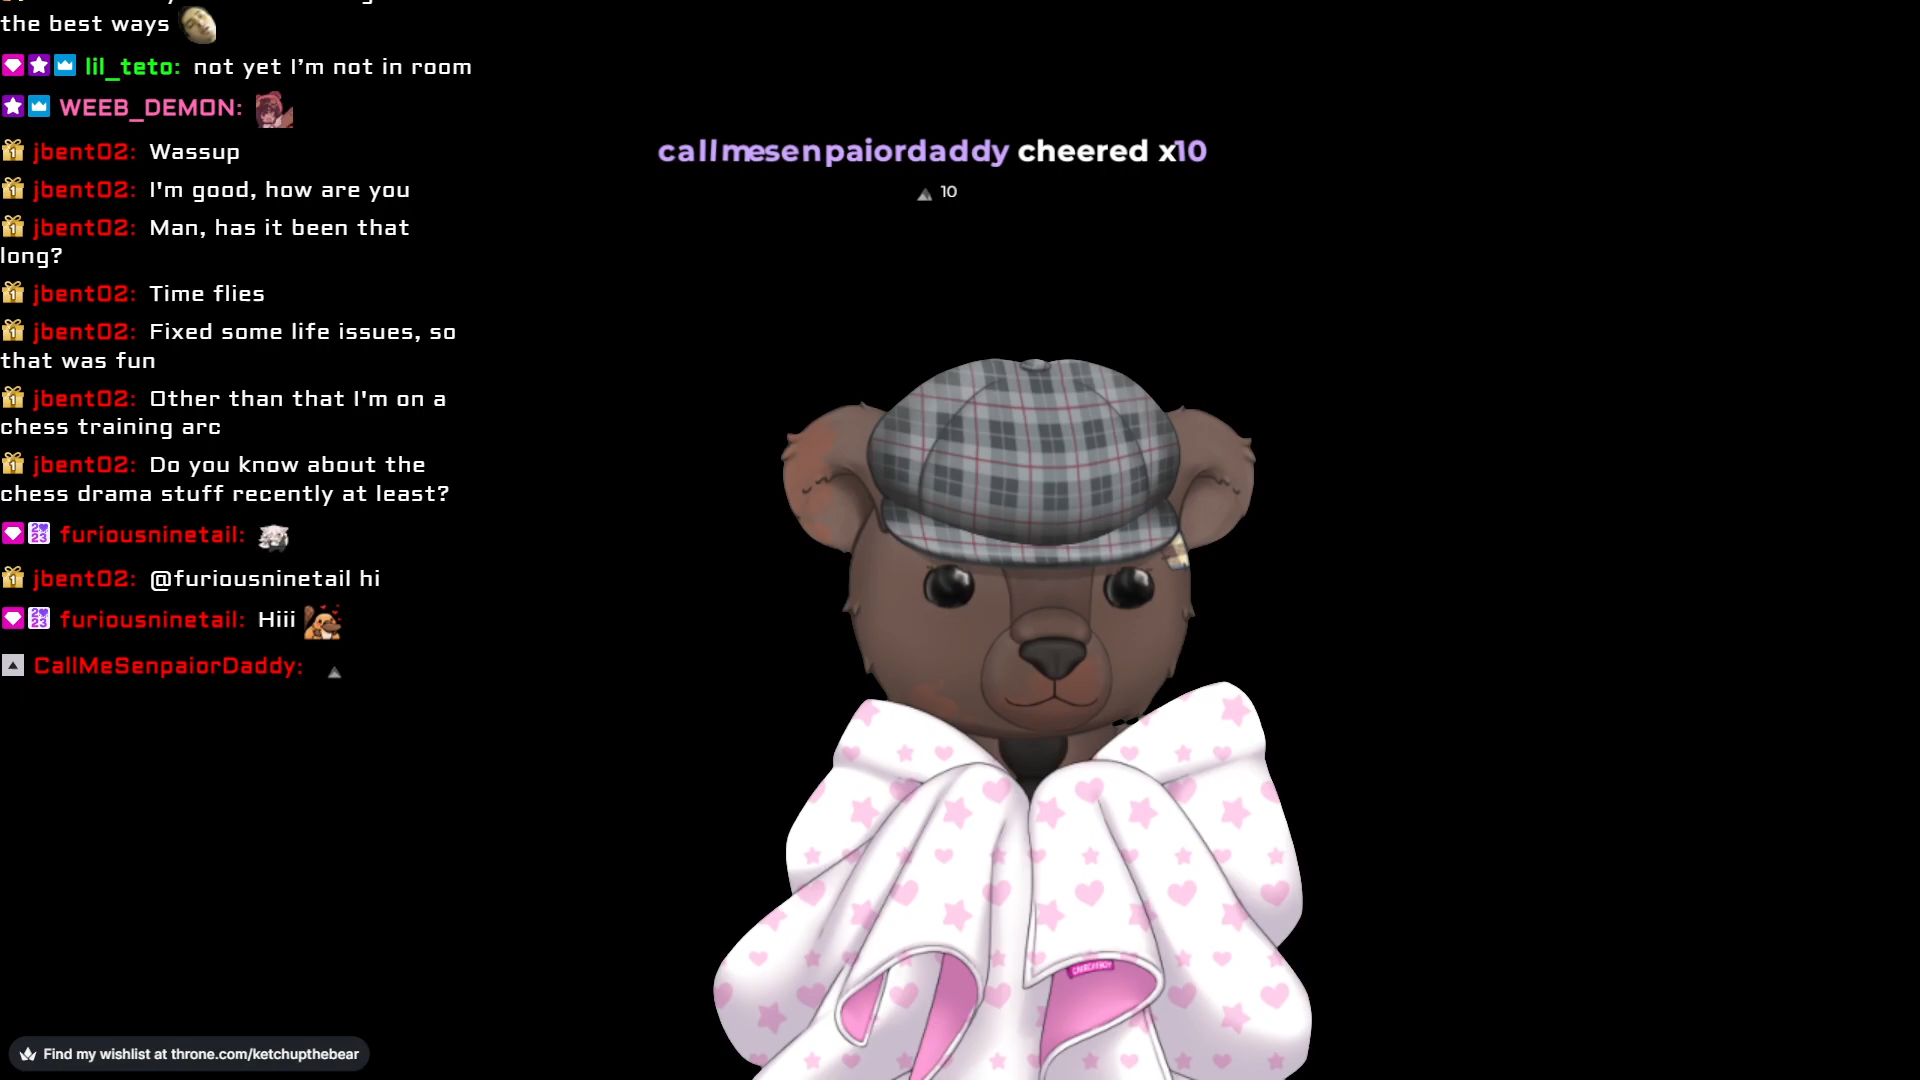 the best ways
lil_teto: not yet I'm not in room
WEEB_DEMON:
jbent02: Wassup
jbent02: I'm good, how are you
jbent02: Man, has it been that
long?
jbent02: Time flies
jbent02: Fixed some life issues, so
that was fun
jbent02: Other than that I'm on a
chess training arc
jbent02: Do you know about the
chess drama stuff recently at least?
furiousninetail:
jbent02: @furiousninetail hi
furiousninetail: Hiii
CallMeSenpaiorDaddy:
callmesenpaiordaddy cheered x10
10
Find my wishlist at throne.com/ketchupthebear